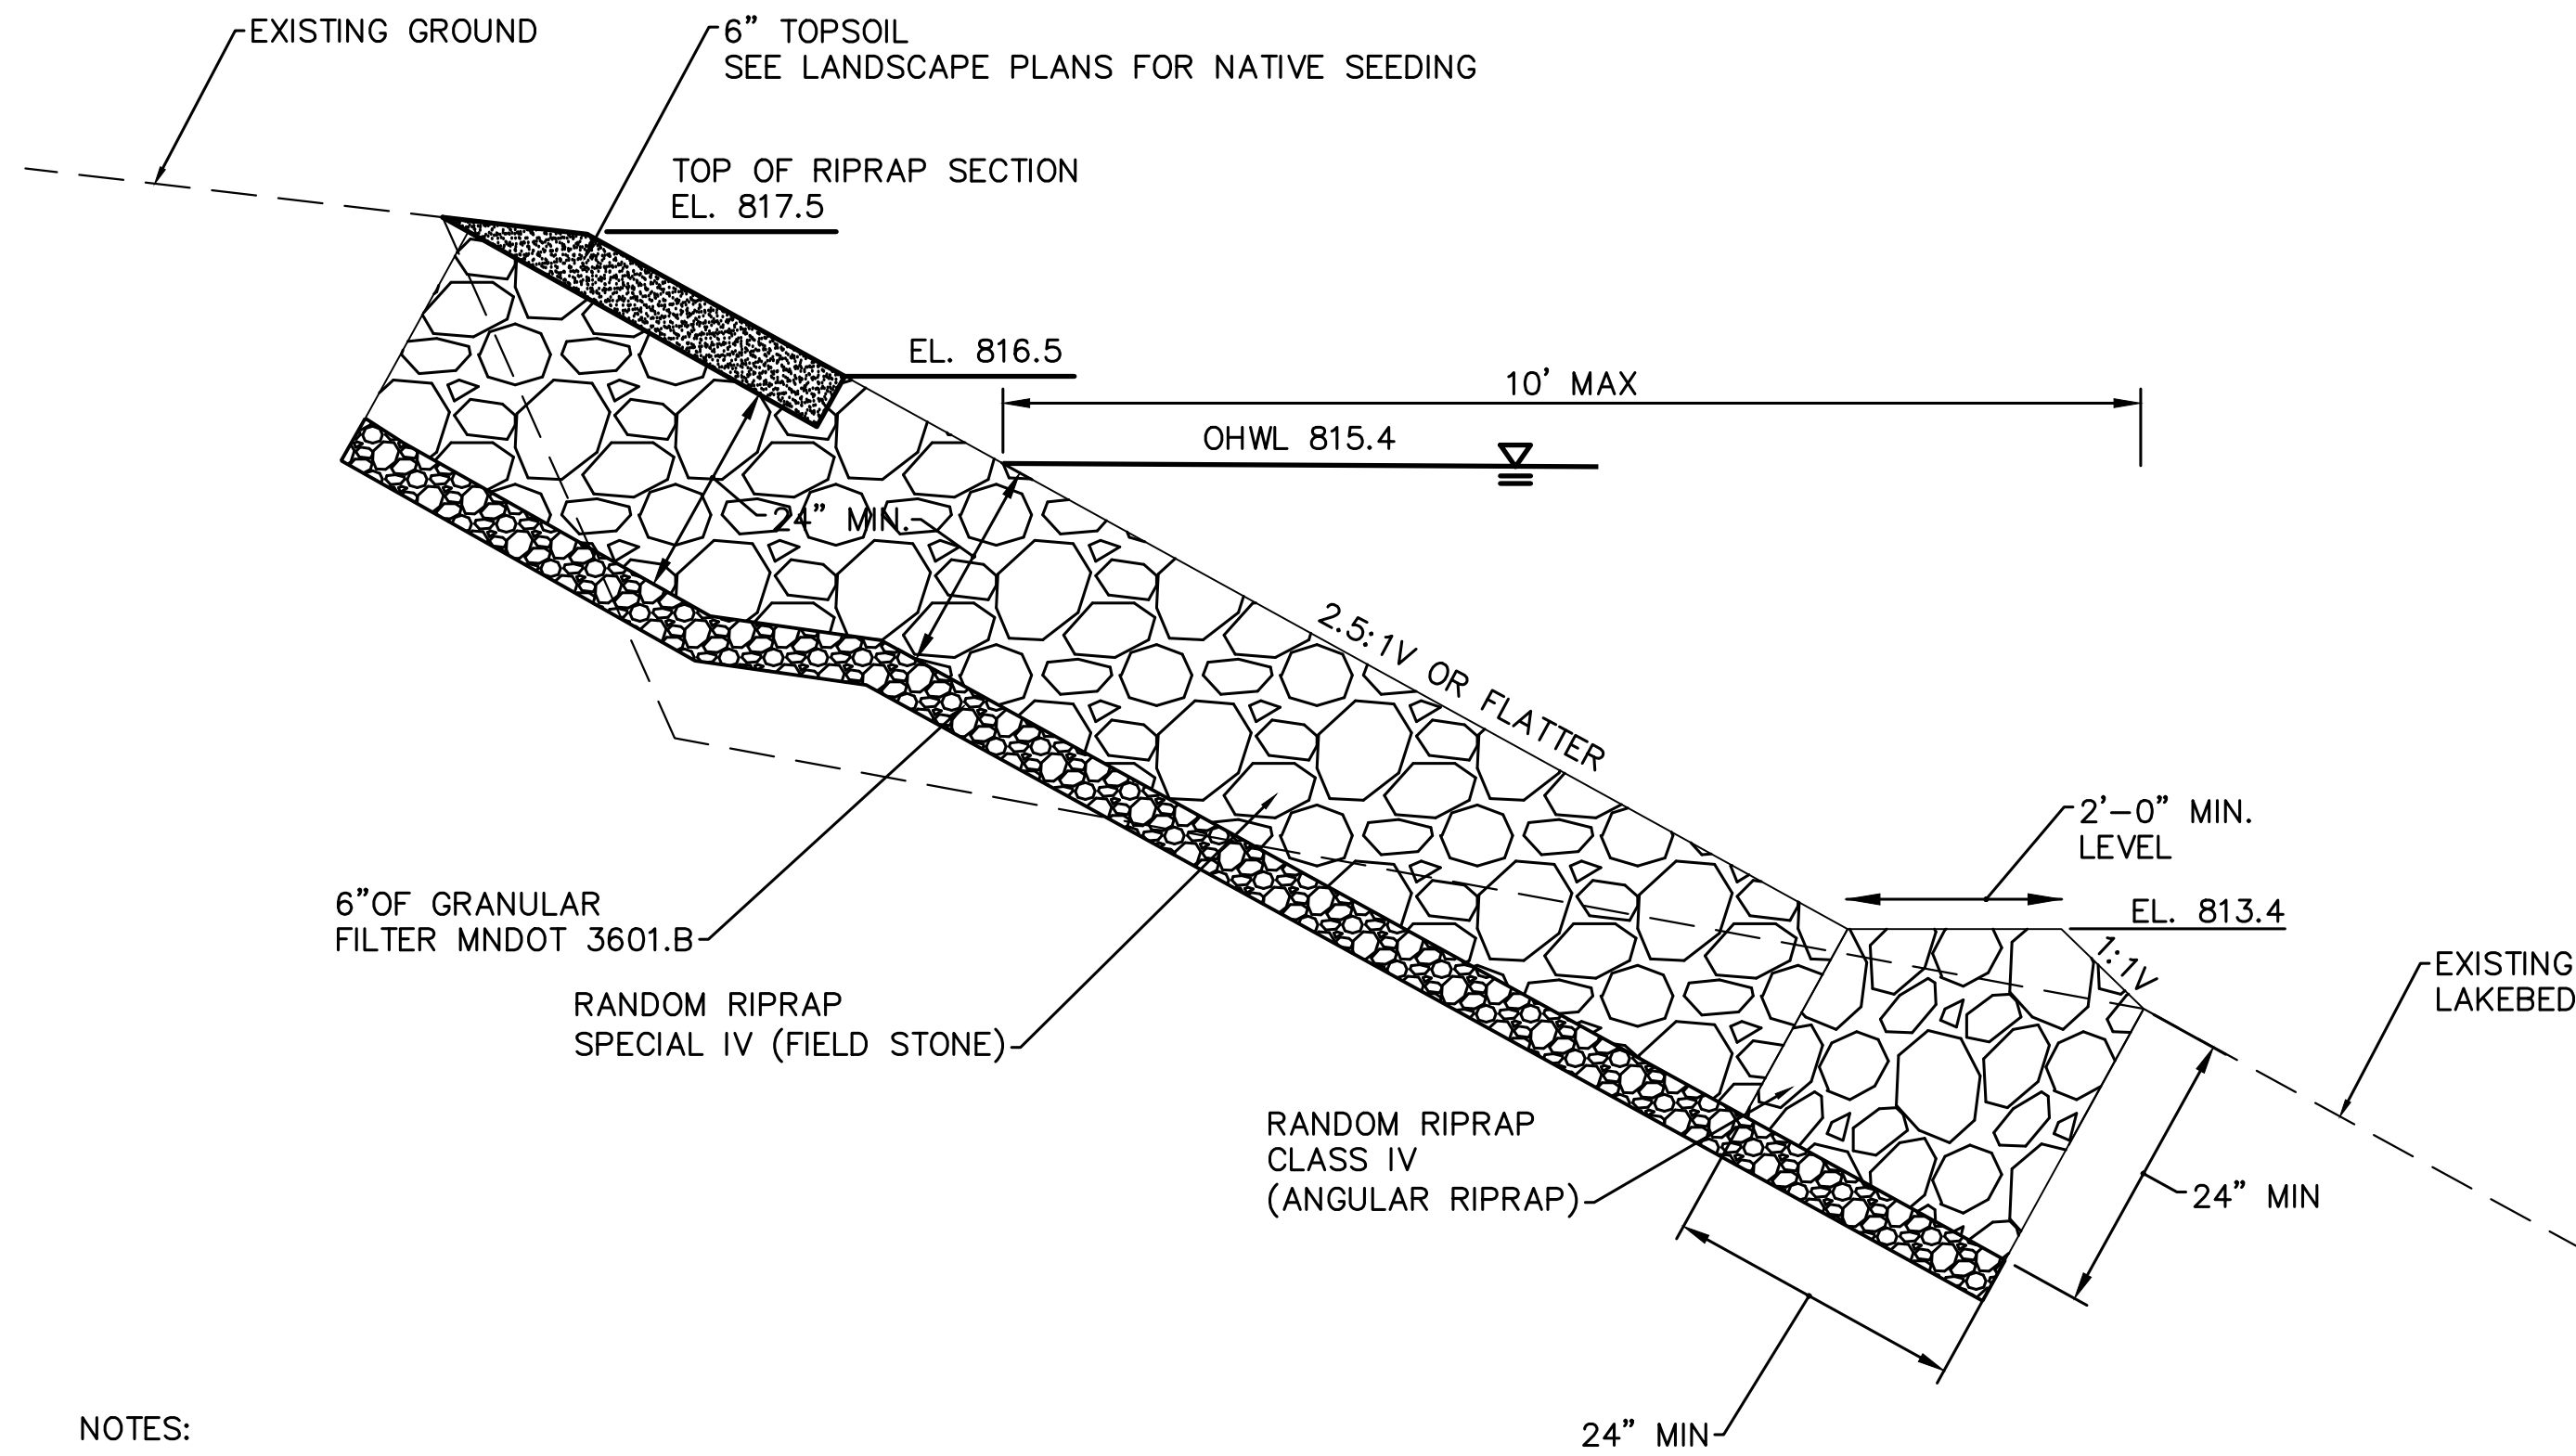 EXISTING GROUND
6” TOPSOIL
SEE LANDSCAPE PLANS FOR NATIVE SEEDING
TOP OF RIPRAP SECTION
EL. 817.5
EL. 816.5
10’ MAX
OHWL 815.4
24” MIN.
2.5:1V OR FLATTER
2’-0” MIN.
LEVEL
EL. 813.4
1:1V
EXISTING
LAKEBED
6”OF GRANULAR
FILTER MNDOT 3601.B
RANDOM RIPRAP
SPECIAL IV (FIELD STONE)
RANDOM RIPRAP
CLASS IV
(ANGULAR RIPRAP)
24” MIN
24” MIN
NOTES: